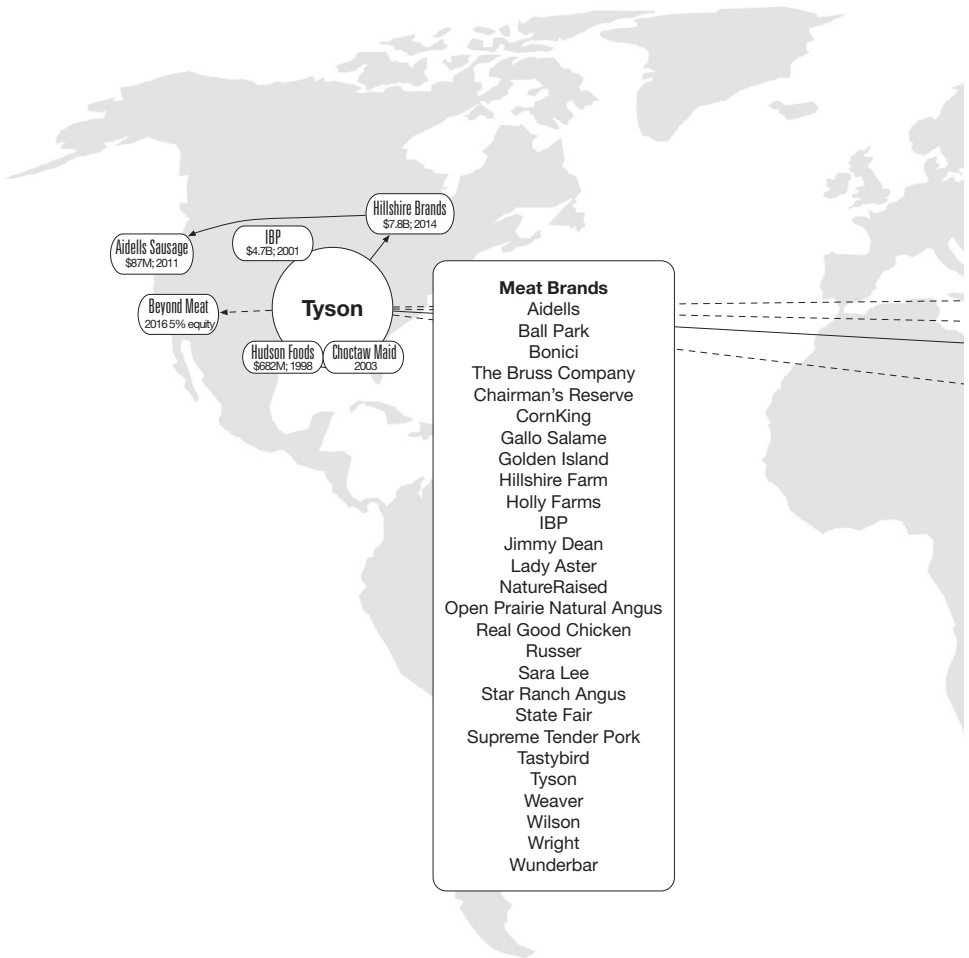 Hillshire Brands
$7.8B; 2014
IBP
$4.7B; 2001
Aidells Sausage
$87M; 2011
Beyond Meat
2016 5% equity
Tyson
Hudson Foods
$682M; 1998
Choctaw Maid
2003
Meat Brands
Aidells
Ball Park
Bonici
The Bruss Company
Chairman’s Reserve
CornKing
Gallo Salame
Golden Island
Hillshire Farm
Holly Farms
IBP
Jimmy Dean
Lady Aster
NatureRaised
Open Prairie Natural Angus
Real Good Chicken
Russer
Sara Lee
Star Ranch Angus
State Fair
Supreme Tender Pork
Tastybird
Tyson
Weaver
Wilson
Wright
Wunderbar